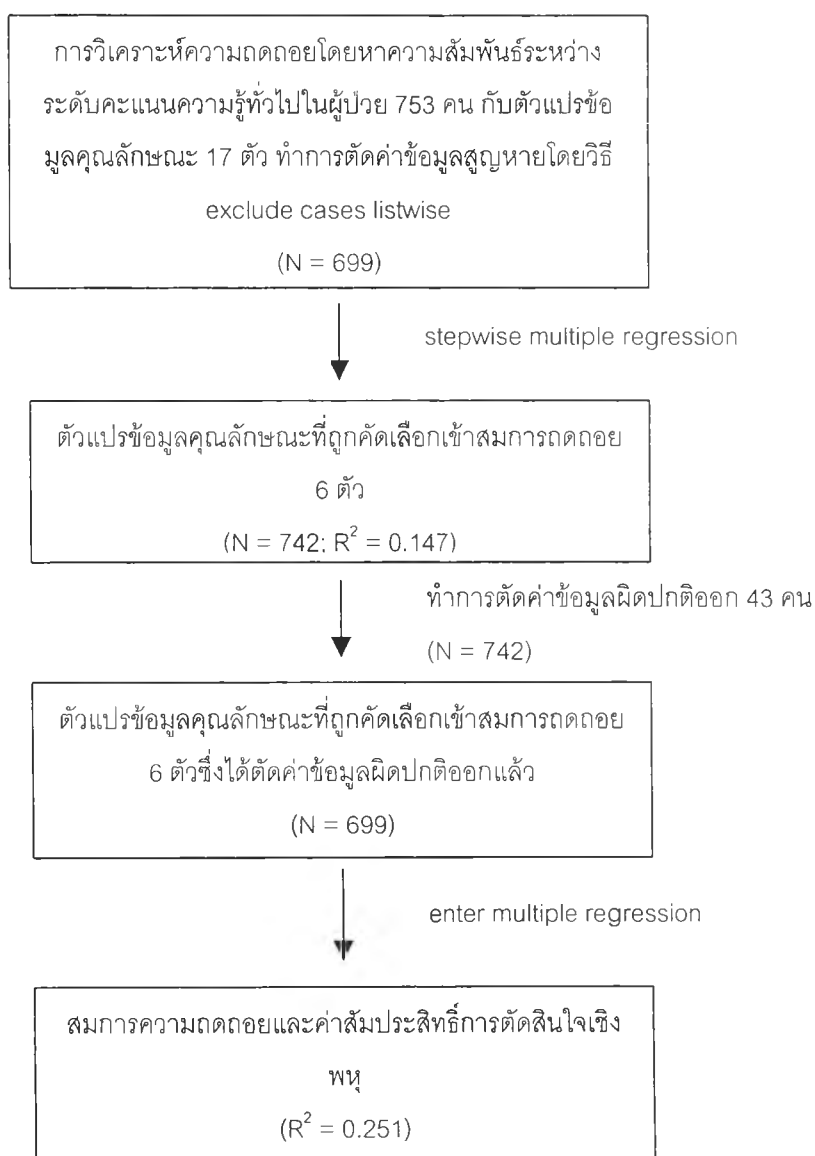 การวิเคราะห์ความถดถอยโดยหาความสัมพันธ์ระหว่าง
ระดับคะแนนความรู้ทั่วไปในผู้ป่วย 753 คน กับตัวแปรข้อ
มูลคุณลักษณะ 17 ตัว ทำการตัดค่าข้อมูลสูญหายโดยวิธี
exclude cases listwise
(N = 699)
stepwise multiple regression
ตัวแปรข้อมูลคุณลักษณะที่ถูกคัดเลือกเข้าสมการถดถอย
6 ตัว
(N = 742; R² = 0.147)
ทำการตัดค่าข้อมูลผิดปกติออก 43 คน
(N = 742)
ตัวแปรข้อมูลคุณลักษณะที่ถูกคัดเลือกเข้าสมการถดถอย
6 ตัวซึ่งได้ตัดค่าข้อมูลผิดปกติออกแล้ว
(N = 699)
enter multiple regression
สมการความถดถอยและค่าสัมประสิทธิ์การตัดสินใจเชิง
พหุ
(R² = 0.251)